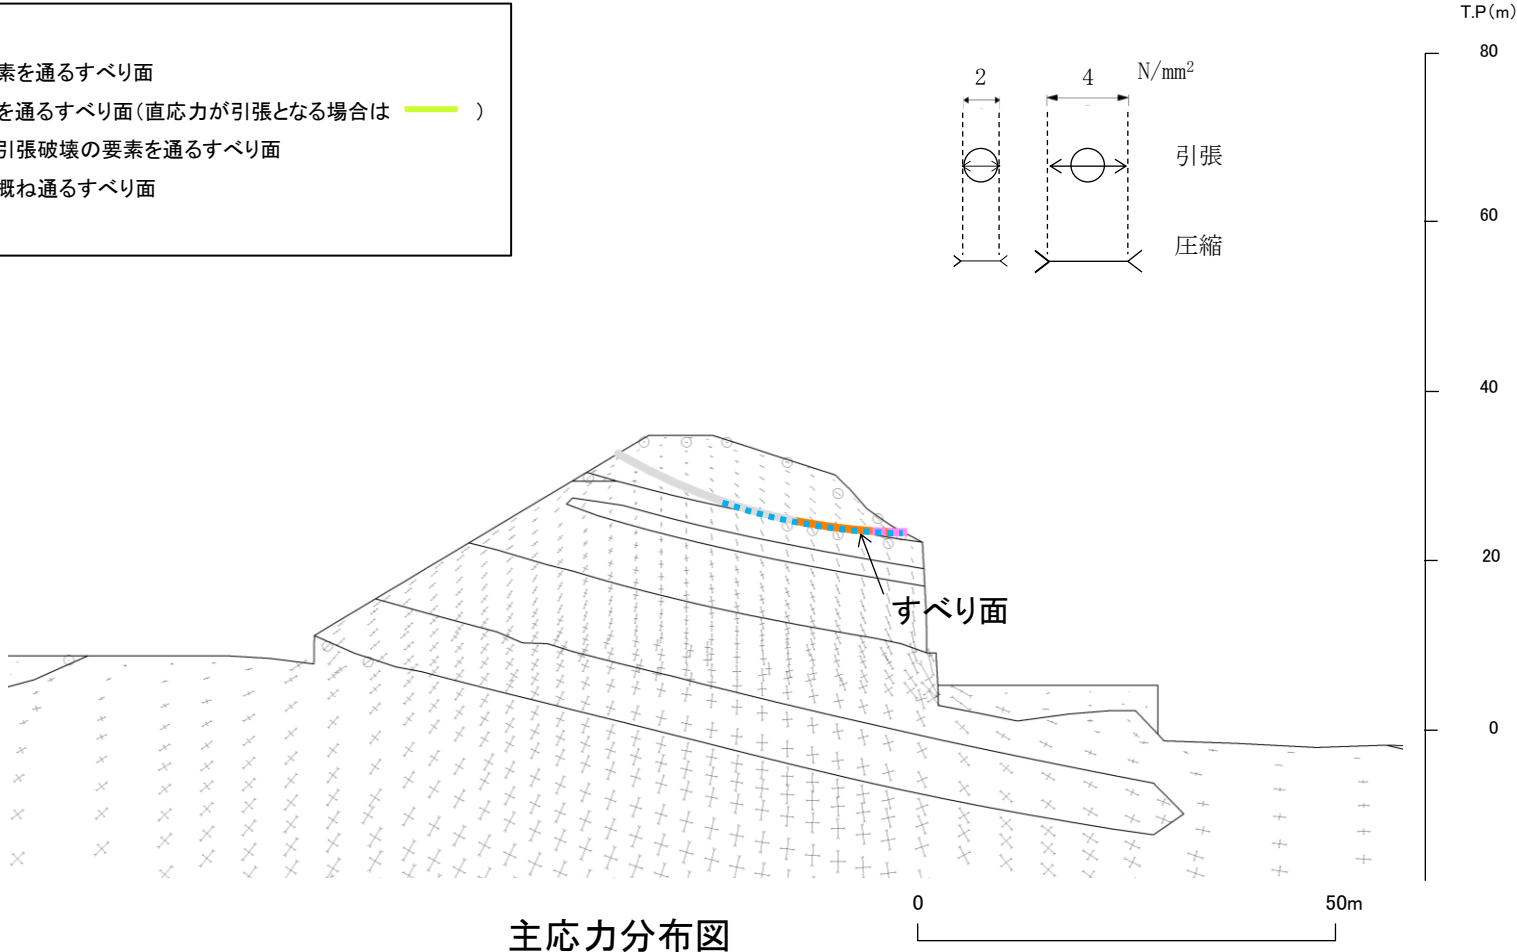 T.P(m)
80
素を通るすべり面
を通るすべり面(直応力が引張となる場合は )
引張破壊の要素を通るすべり面
概ね通るすべり面
2 4 N/mm²
引張
圧縮
60
40
20
0
すべり面
0 50m
主応力分布図